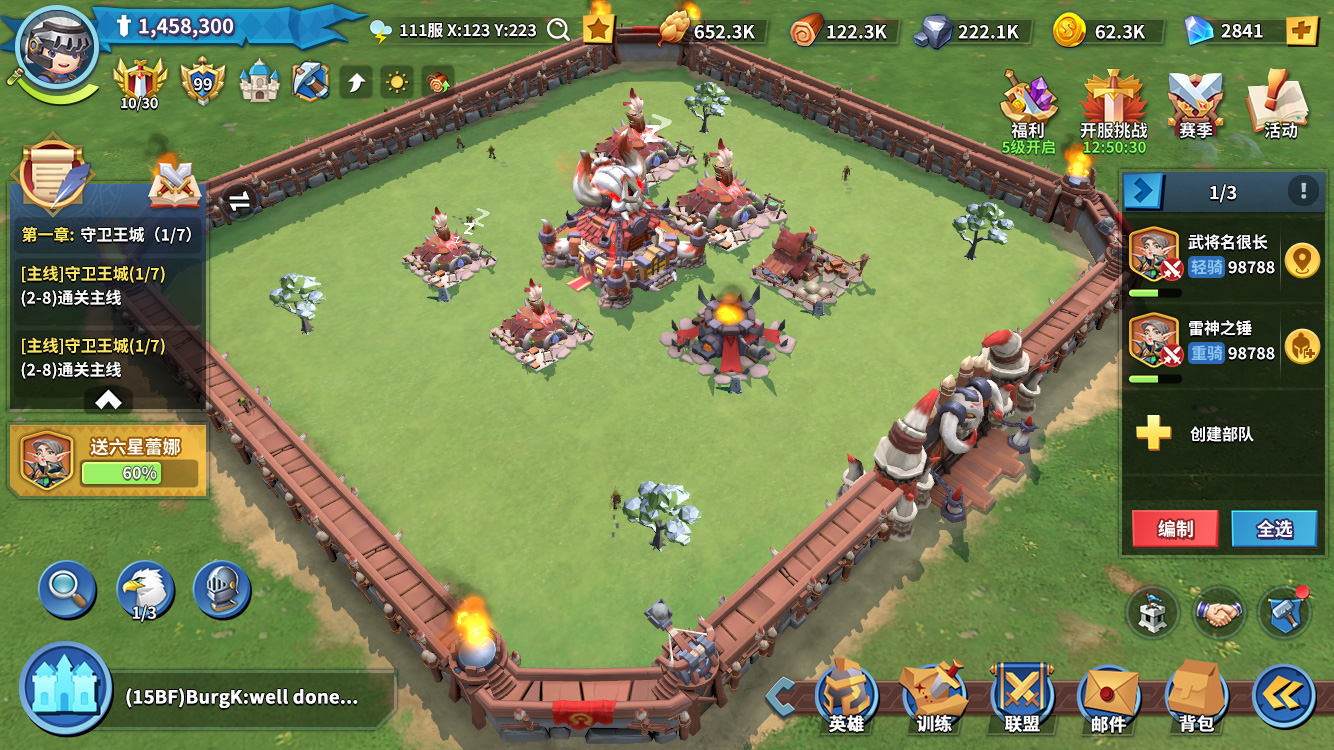 1,458,300
111服 X:123 Y:223
652.3K
122.3K
222.1K
62.3K
2841
10/30
99
福利
5级开启
开服挑战
12:50:30
赛季
活动
第一章: 守卫王城（1/7）
[主线]守卫王城(1/7)
(2-8)通关主线
[主线]守卫王城(1/7)
(2-8)通关主线
送六星蕾娜
60%
1/3
武将名很长
轻骑 98788
雷神之锤
重骑 98788
创建部队
编制
全选
z
z
z
z
1/3
(15BF)BurgK:well done...
英雄
训练
联盟
邮件
背包